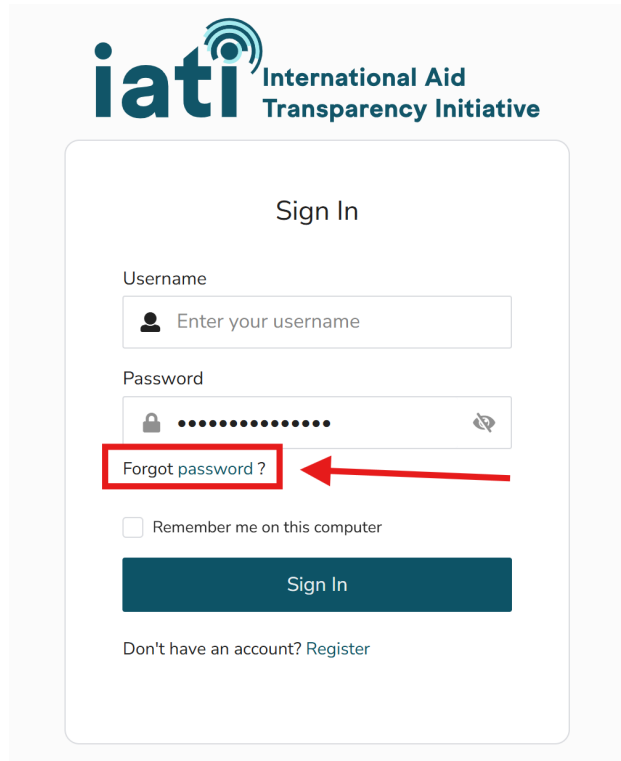 iati
International Aid
Transparency Initiative
Sign In
Username
Enter your username
Password
•••••••••••••••
Forgot password ?
Remember me on this computer
Sign In
Don't have an account? Register